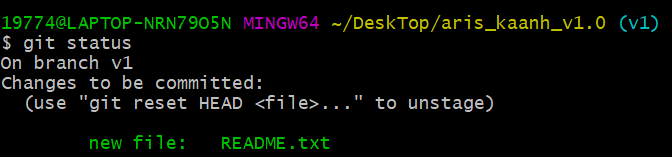 19774@LAPTOP-NRN79O5N MINGW64 ~/DeskTop/aris_kaanh_v1.0 (v1)
$ git status
On branch v1
Changes to be committed:
  (use "git reset HEAD <file>..." to unstage)
        new file:   README.txt